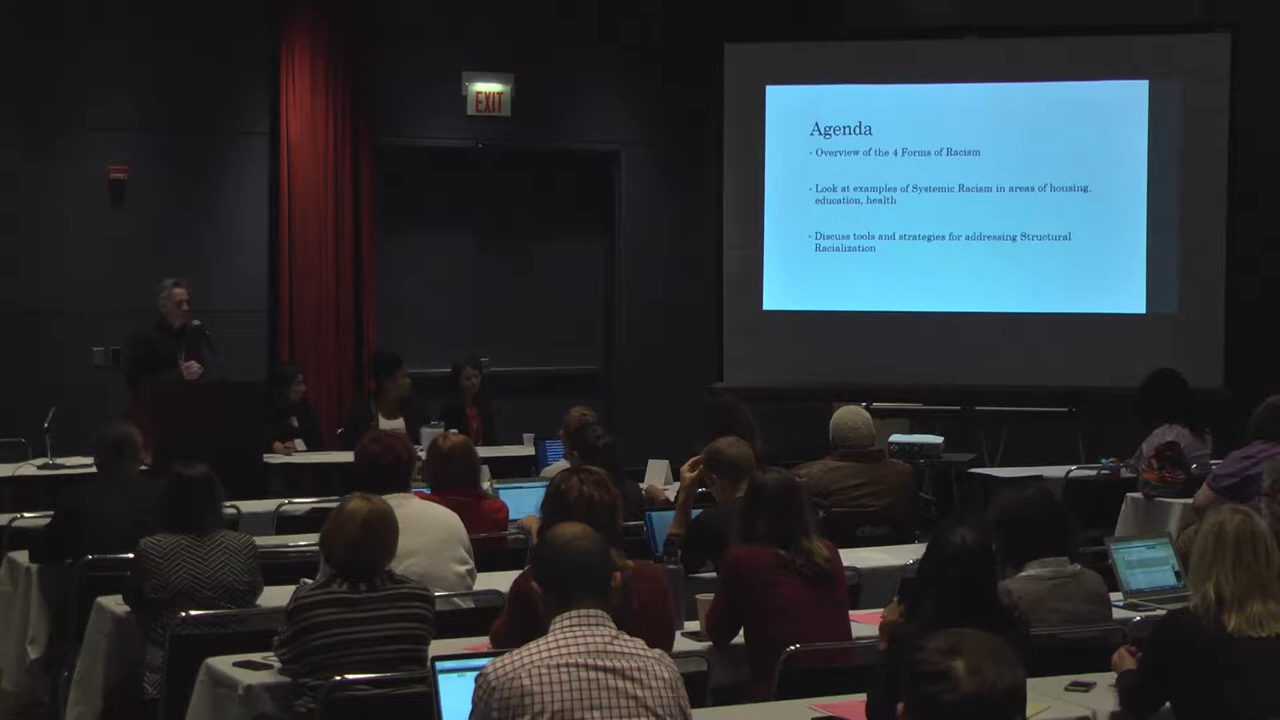 EXIT
Agenda
· Overview of the 4 Forms of Racism
· Look at examples of Systemic Racism in areas of housing,
education, health
· Discuss tools and strategies for addressing Structural
Racialization